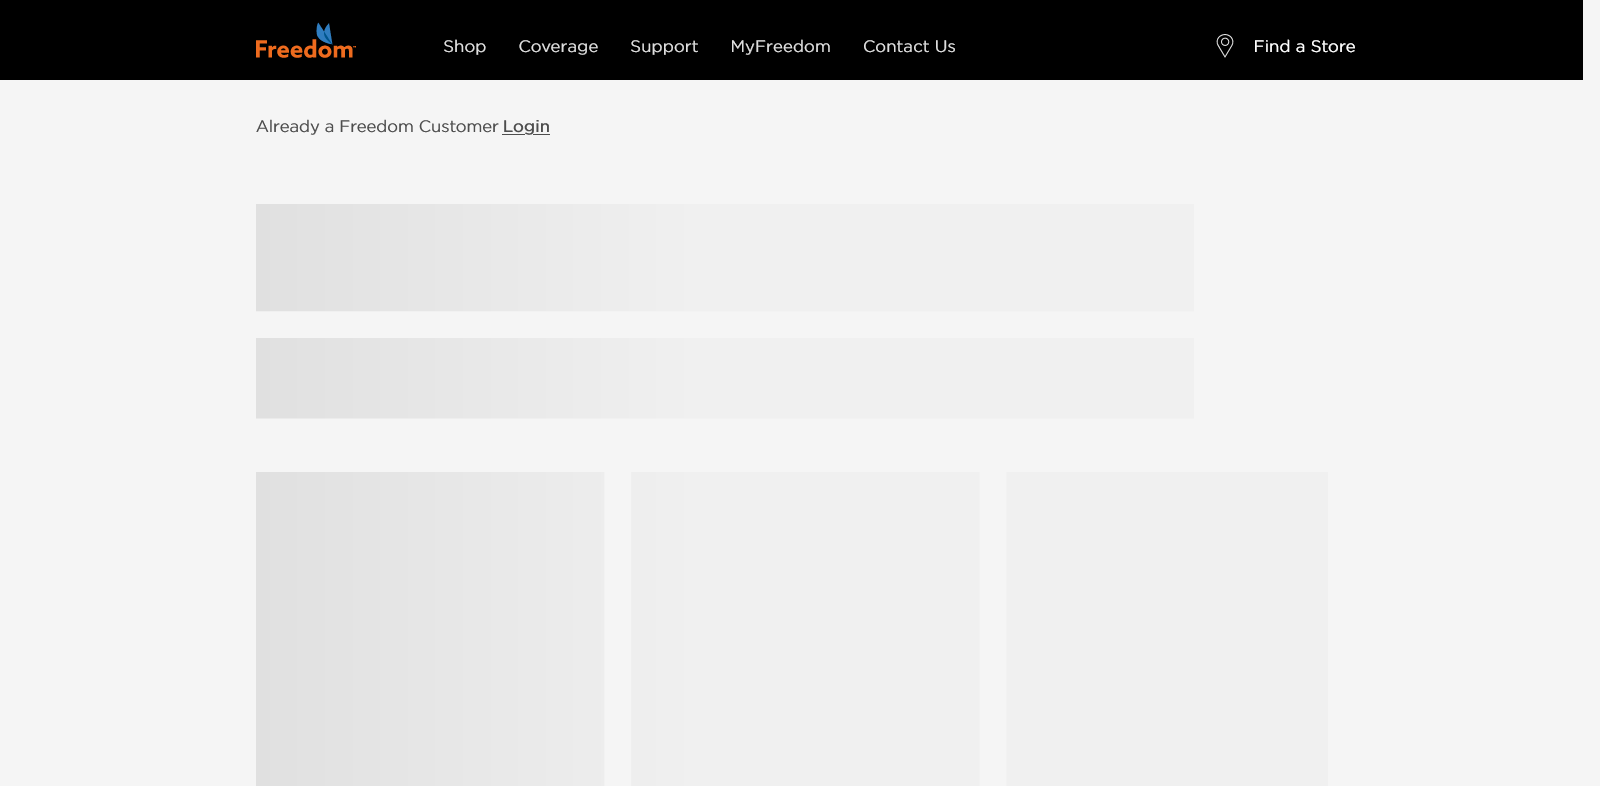 Freedom
Shop
Coverage
Support
MyFreedom
Contact Us
Find a Store
Already a Freedom Customer Login